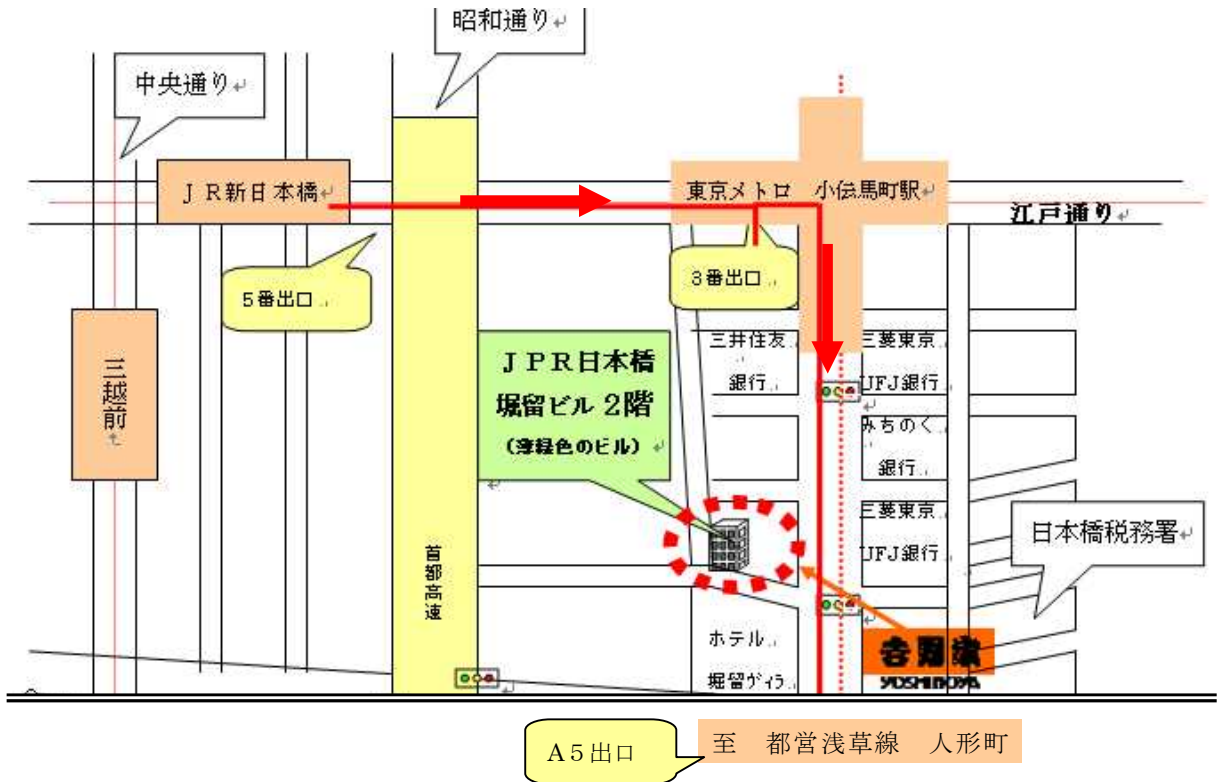 昭和通り
中央通り
ＪＲ新日本橋
東京メトロ　小伝馬町駅
江戸通り
5番出口
3番出口
三越前
ＪＰＲ日本橋
堀留ビル 2階
（薄緑色のビル）
三井住友
銀行
三菱東京
UFJ銀行
みちのく
銀行
三菱東京
UFJ銀行
日本橋税務署
首都高速
ホテル
堀留ヴィラ
吉野家
YOSHINOYA
A5出口
至　都営浅草線　人形町